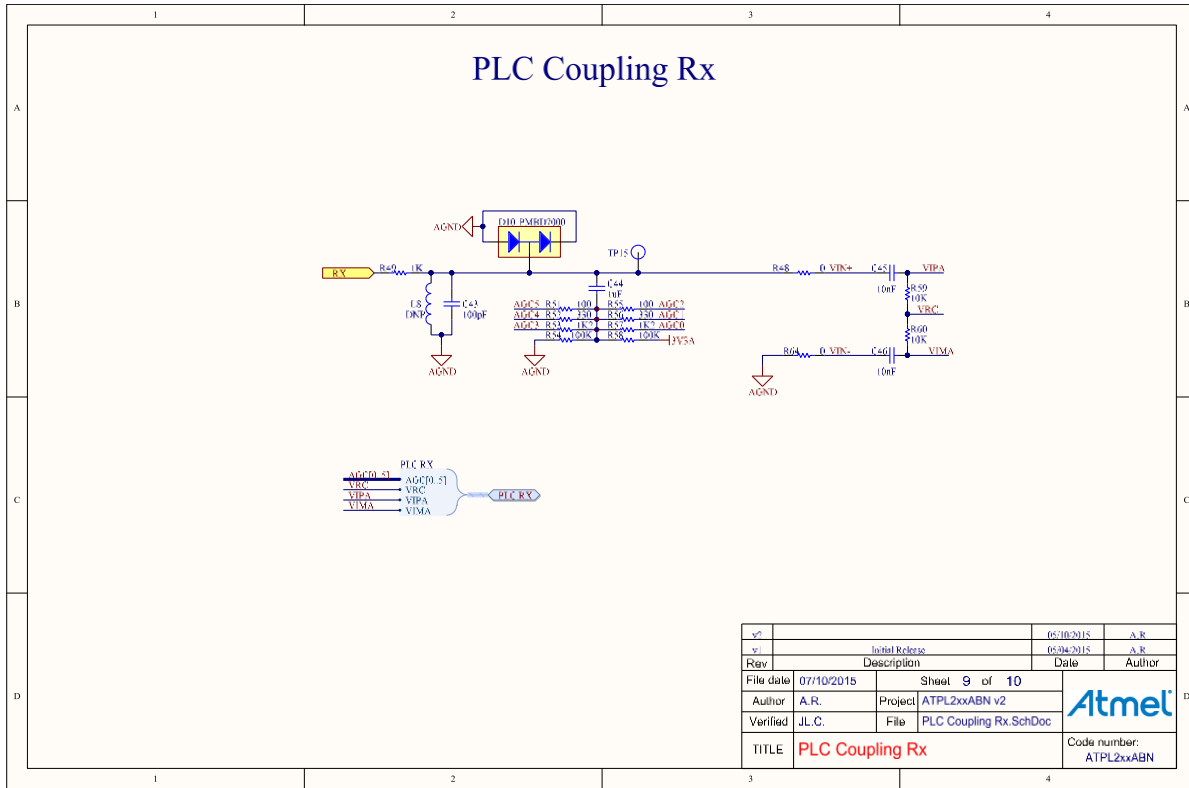 1 2 3 4
PLC Coupling Rx
A A
B B
AGND D10 PMBD7000
TP15
RX R49 1K R48 0 VIN+ C45 VIPA
10nF
C44
1uF
L8
DNP
C43
100pF
R59
10K
VRC
R60
10K
AGC5 R51 100 R55 100 AGC2
AGC4 R52 330 R56 330 AGC1
AGC3 R53 1K2 R57 1K2 AGC0
R54 100K R58 100K 3V3A
R64 0 VIN- C46 VIMA
10nF
AGND AGND AGND
C C
PLC RX
AGC[0..5] AGC[0..5]
VRC VRC
VIPA VIPA
VIMA VIMA
PLC RX
D D
v2 05/10/2015 A.R.
v1 Initial Release 05/04/2015 A.R.
Rev Description Date Author
File date 07/10/2015 Sheet 9 of 10
Author A.R. Project ATPL2xxABN v2
Verified JL.C. File PLC Coupling Rx.SchDoc
Atmel
TITLE PLC Coupling Rx
Code number:
ATPL2xxABN
1 2 3 4